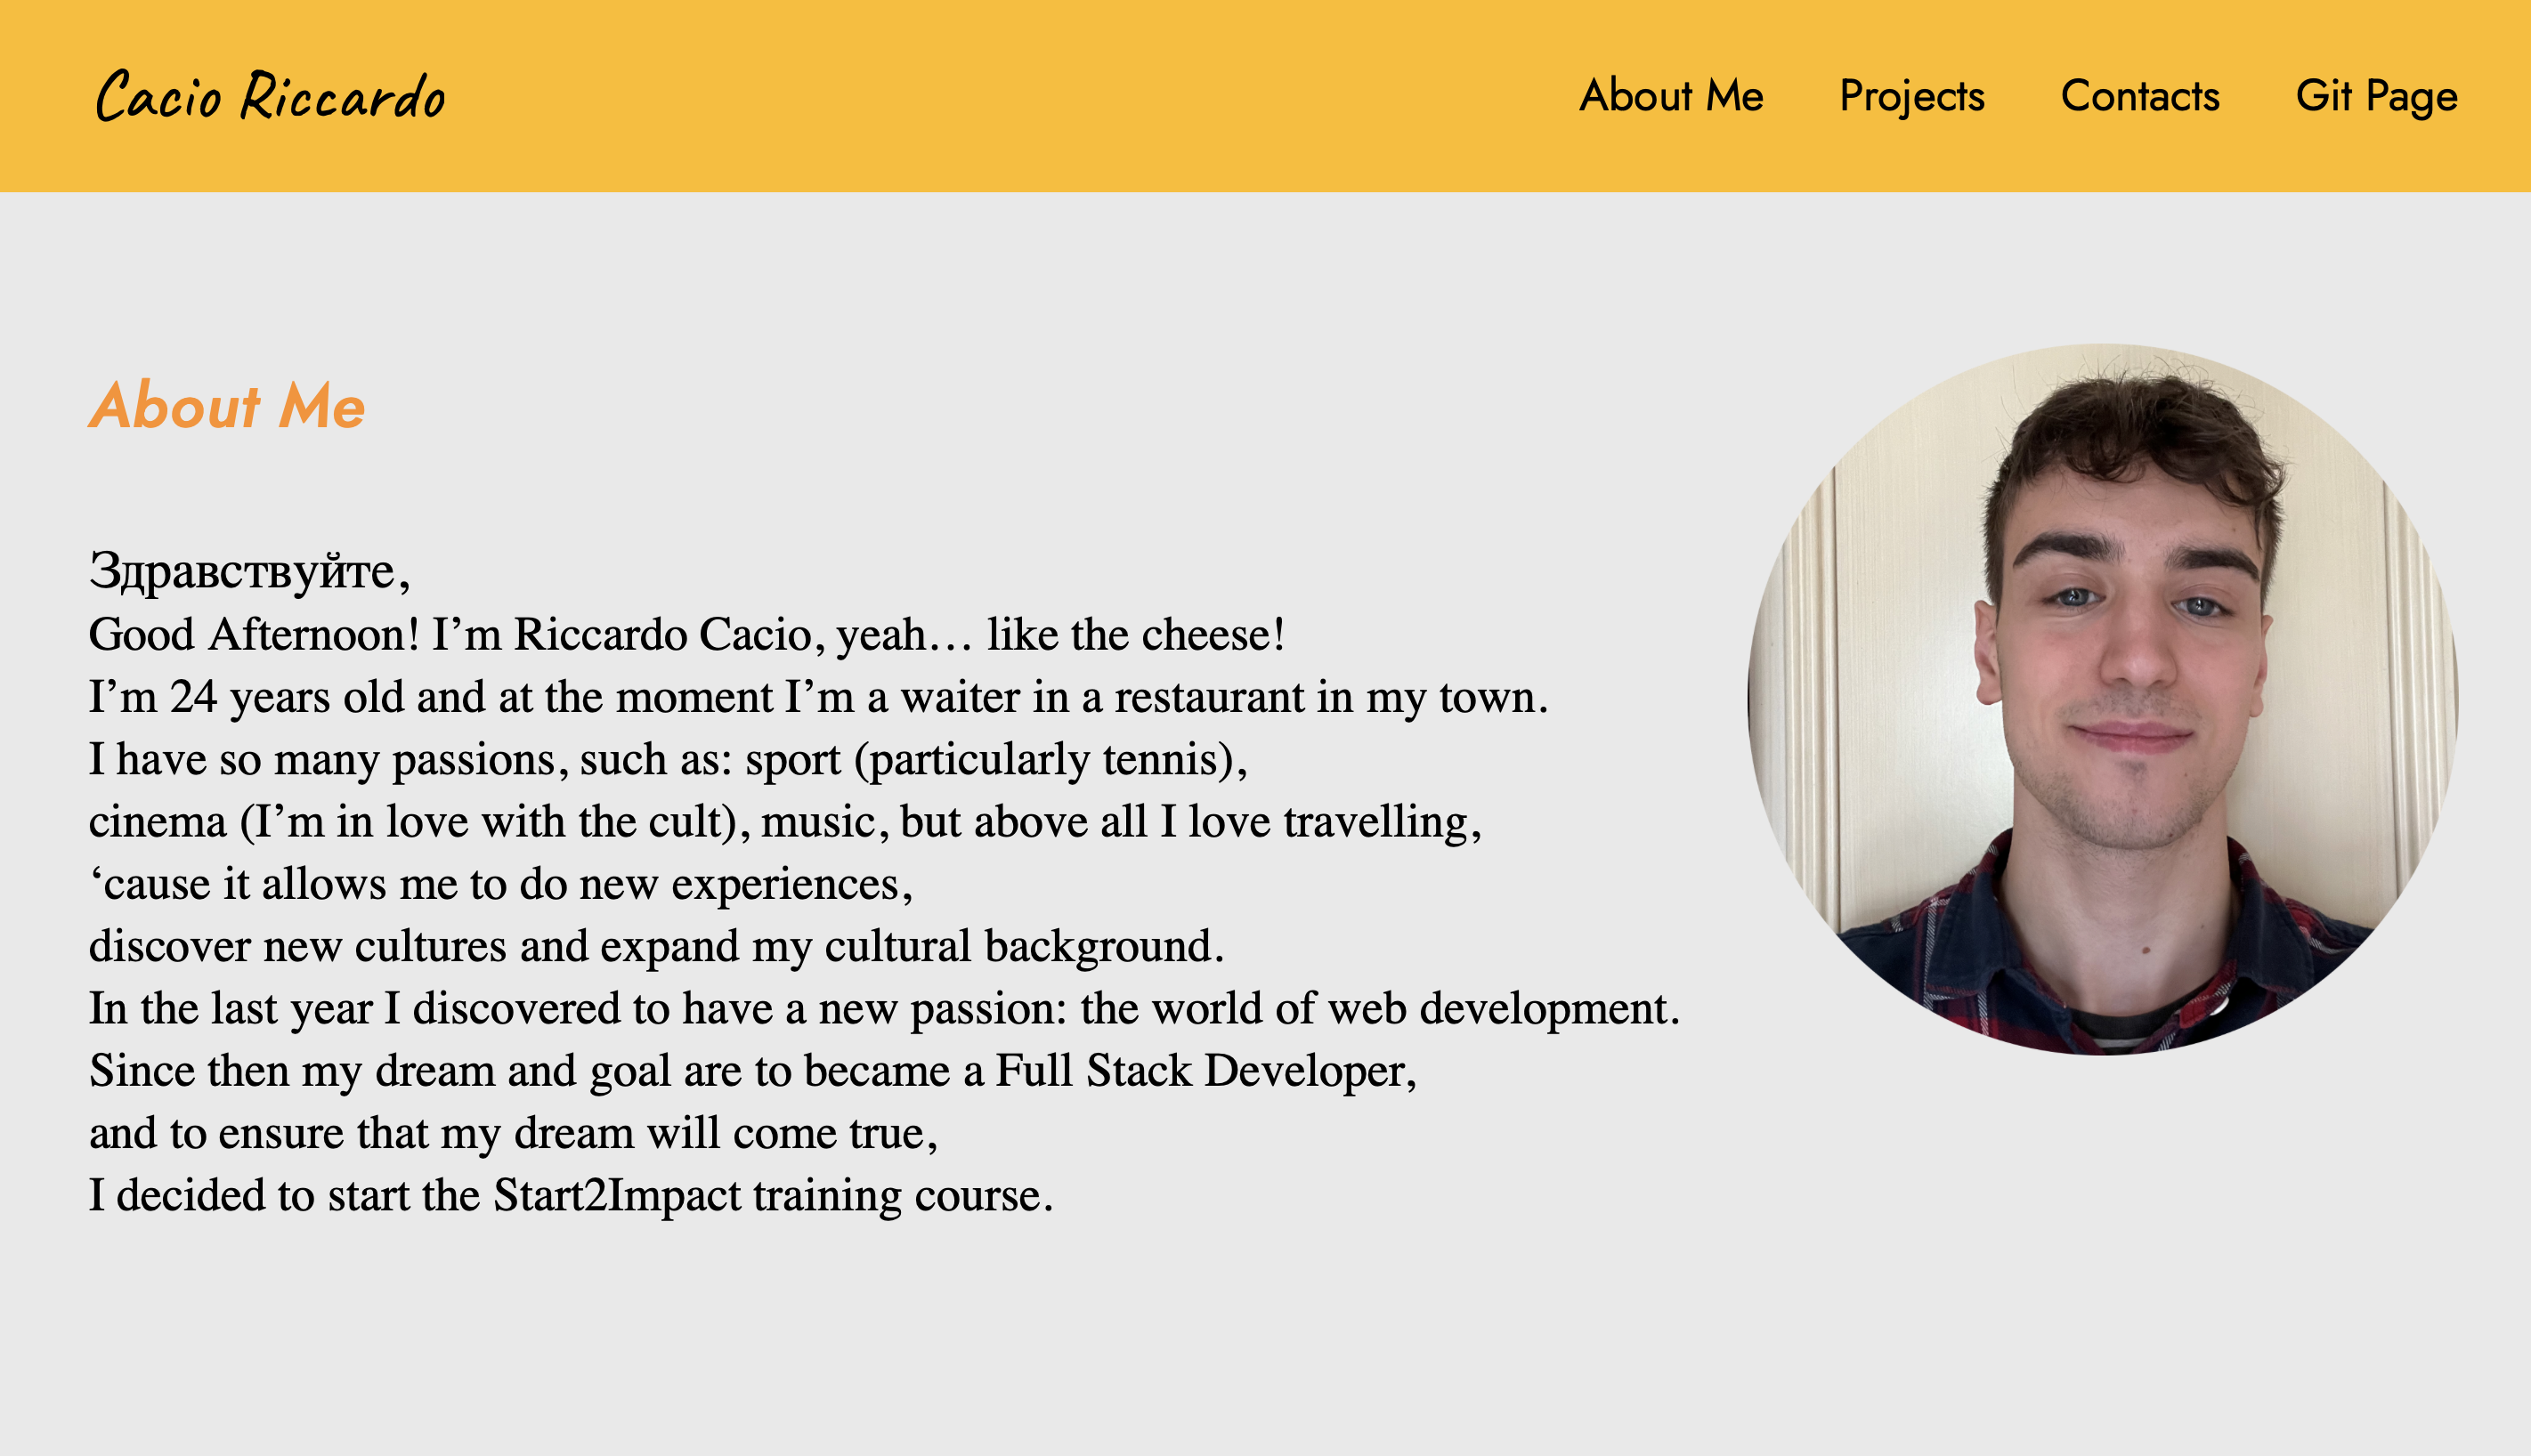 Cacio Riccardo
About Me
Projects
Contacts
Git Page
About Me
Здравствуйте,
Good Afternoon! I’m Riccardo Cacio, yeah… like the cheese!
I’m 24 years old and at the moment I’m a waiter in a restaurant in my town.
I have so many passions, such as: sport (particularly tennis),
cinema (I’m in love with the cult), music, but above all I love travelling,
‘cause it allows me to do new experiences,
discover new cultures and expand my cultural background.
In the last year I discovered to have a new passion: the world of web development.
Since then my dream and goal are to became a Full Stack Developer,
and to ensure that my dream will come true,
I decided to start the Start2Impact training course.